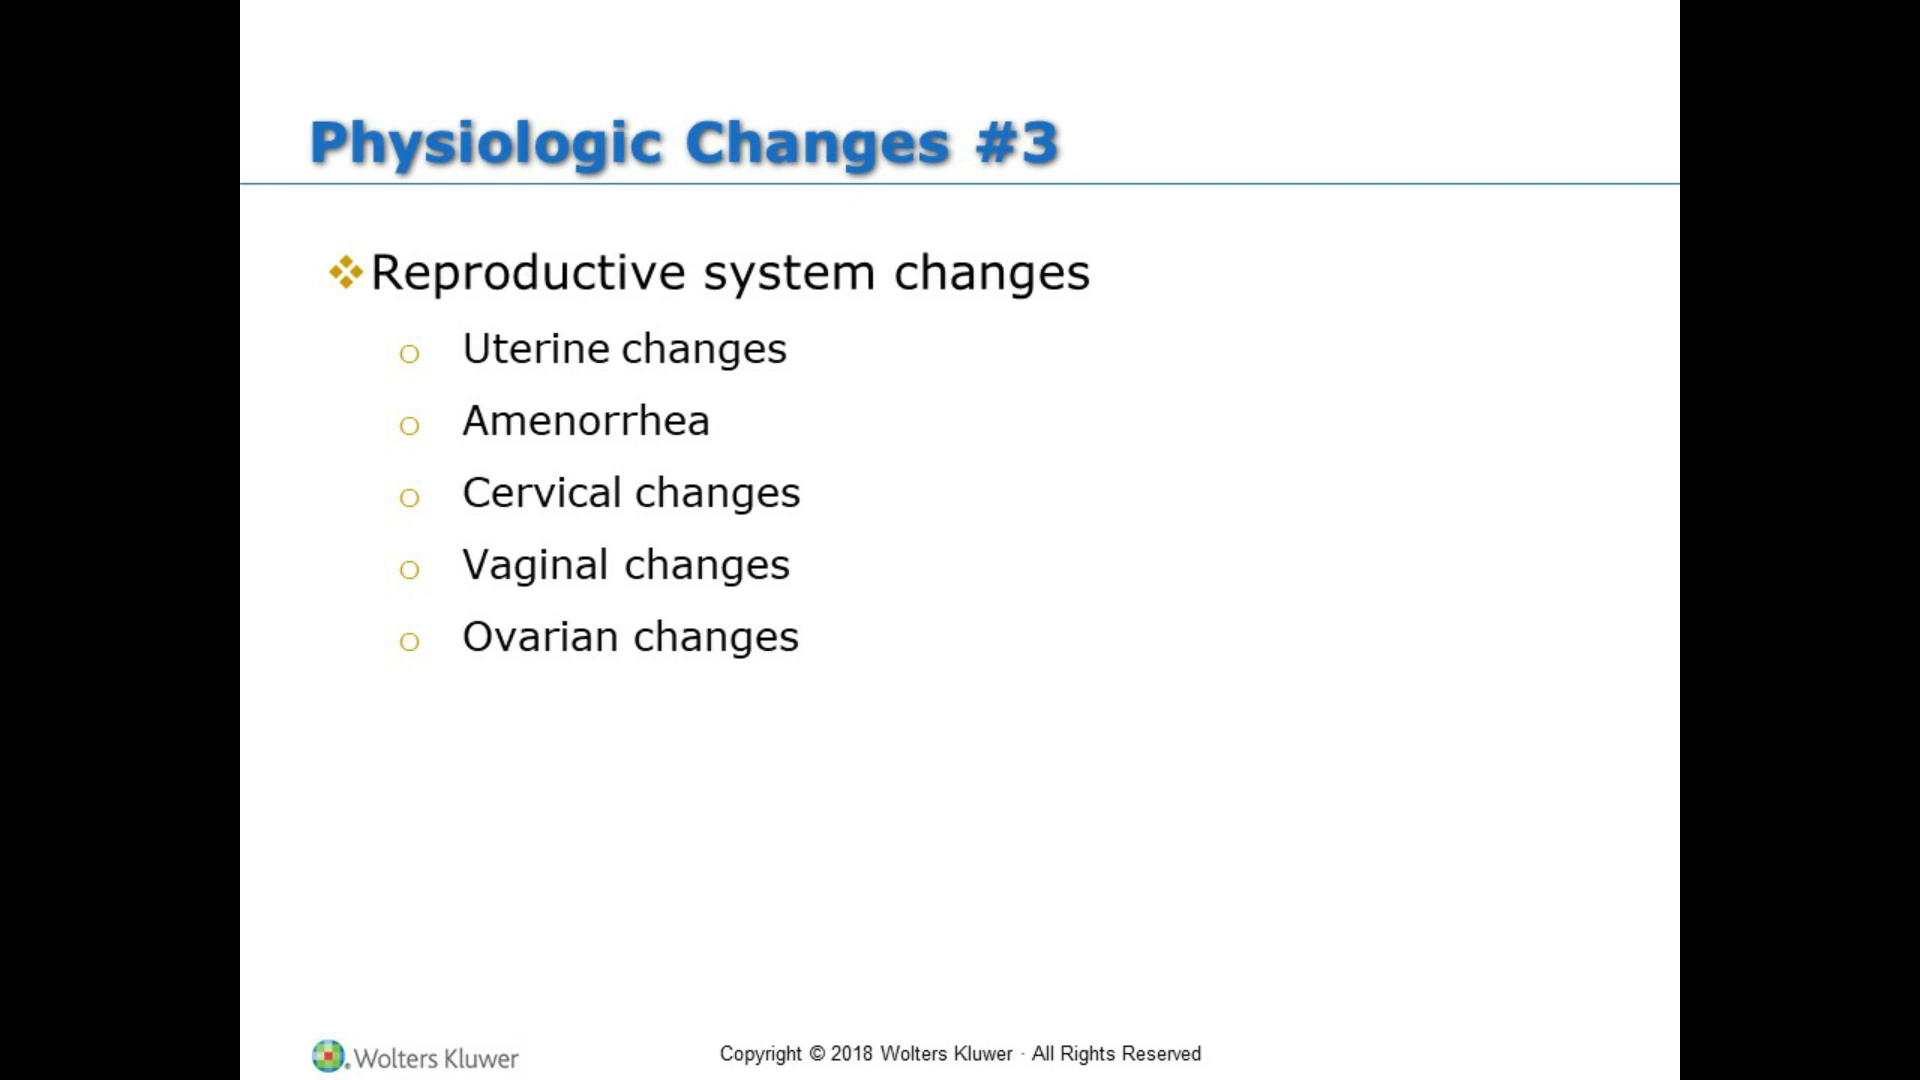 Physiologic Changes #3
❖Reproductive system changes
o Uterine changes
o Amenorrhea
o Cervical changes
o Vaginal changes
o Ovarian changes
Wolters Kluwer
Copyright © 2018 Wolters Kluwer · All Rights Reserved